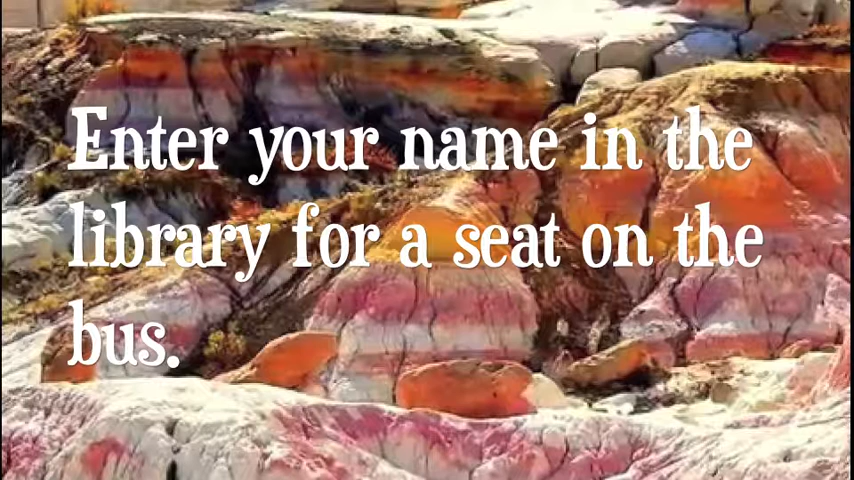 Enter your name in the
library for a seat on the
bus.